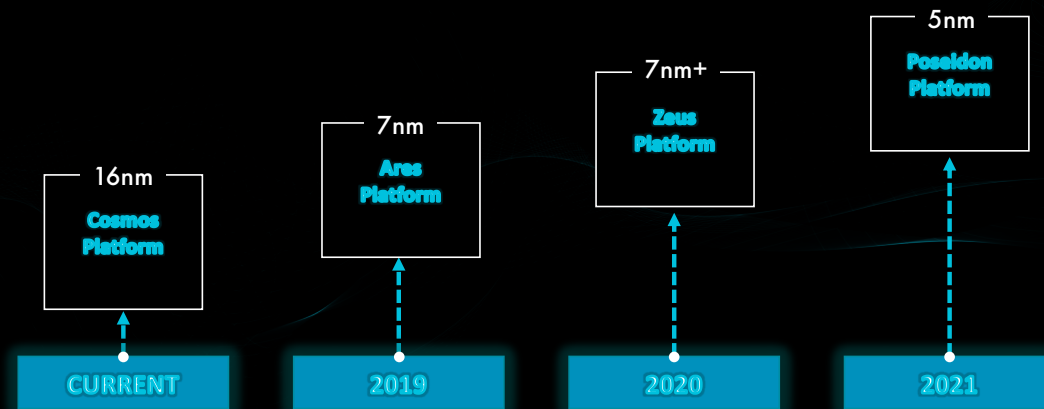 16nm
Cosmos
Platform
CURRENT
7nm
Ares
Platform
2019
7nm+
Zeus
Platform
2020
5nm
Poseidon
Platform
2021